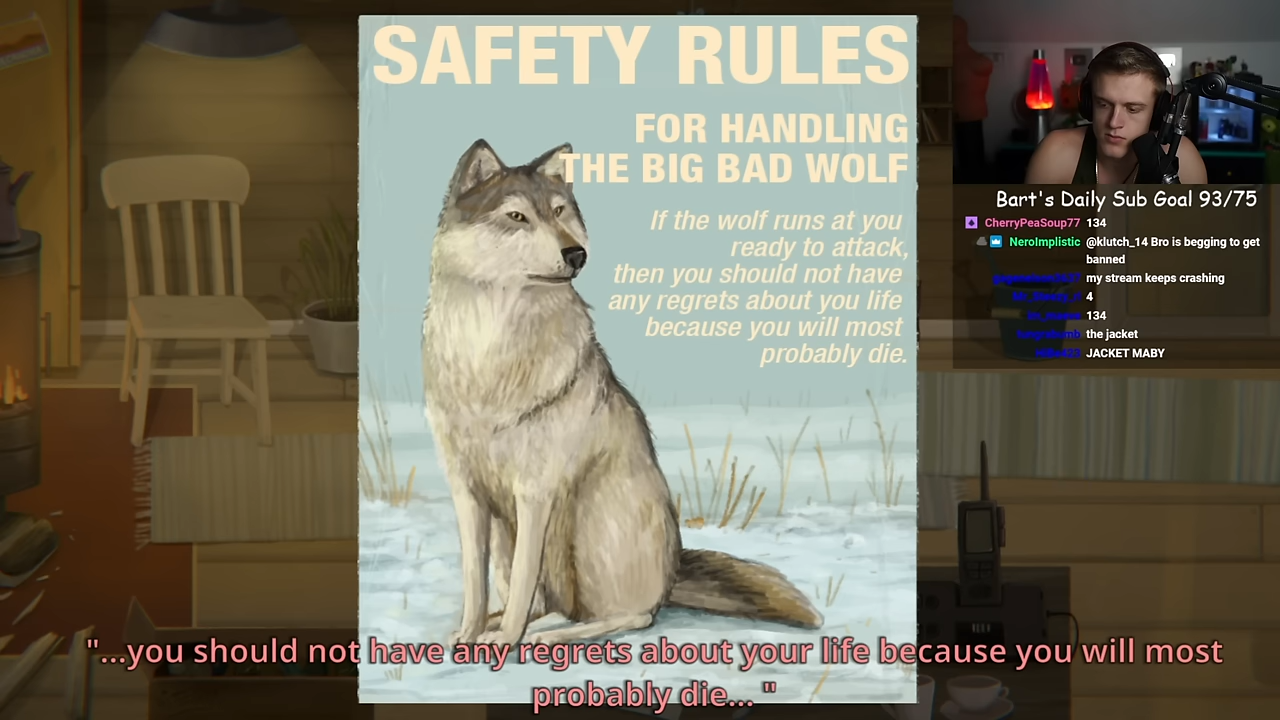 SAFETY RULES
FOR HANDLING
THE BIG BAD WOLF
If the wolf runs at you
ready to attack,
then you should not have
any regrets about you life
because you will most
probably die.
"...you should not have any regrets about your life because you will most
probably die... "
Bart's Daily Sub Goal 93/75
CherryPeaSoup77 134
NeroImplistic @klutch_14 Bro is begging to get
banned
my stream keeps crashing
4
134
the jacket
JACKET MABY